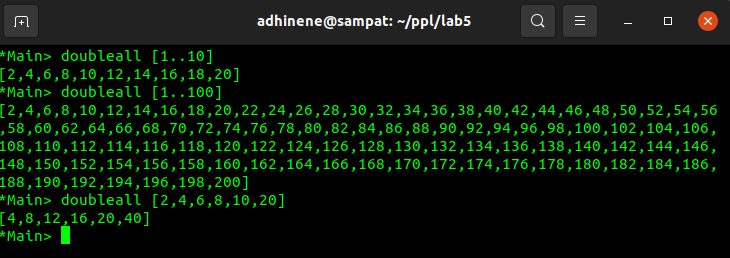 adhinene@sampat: ~/ppl/lab5
*Main> doubleall [1..10]
[2,4,6,8,10,12,14,16,18,20]
*Main> doubleall [1..100]
[2,4,6,8,10,12,14,16,18,20,22,24,26,28,30,32,34,36,38,40,42,44,46,48,50,52,54,56
,58,60,62,64,66,68,70,72,74,76,78,80,82,84,86,88,90,92,94,96,98,100,102,104,106,
108,110,112,114,116,118,120,122,124,126,128,130,132,134,136,138,140,142,144,146,
148,150,152,154,156,158,160,162,164,166,168,170,172,174,176,178,180,182,184,186,
188,190,192,194,196,198,200]
*Main> doubleall [2,4,6,8,10,20]
[4,8,12,16,20,40]
*Main>